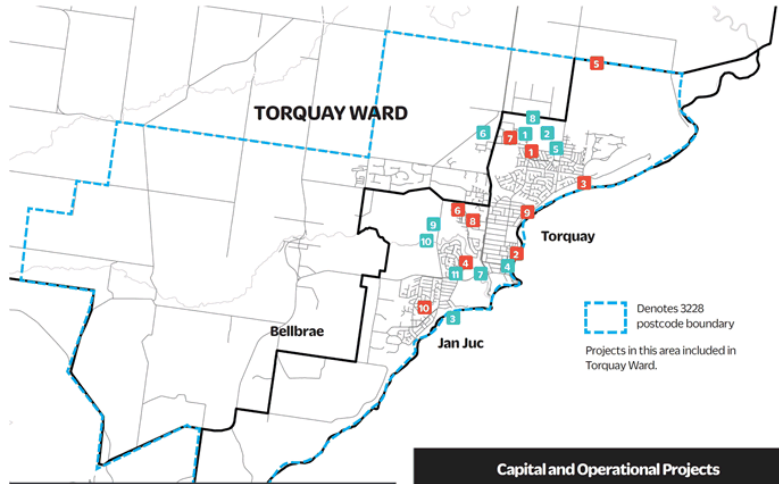 5
TORQUAY WARD
8
6
7
1
2
1
5
3
6
9
9
8
Torquay
10
2
4
4
11
7
10
3
Denotes 3228
postcode boundary
Bellbrae
Jan Juc
Projects in this area included in
Torquay Ward.
Capital and Operational Projects